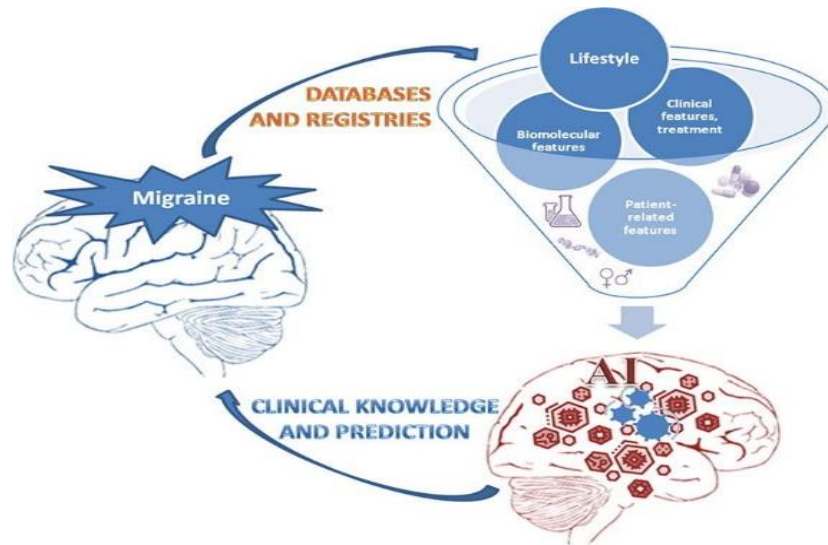 Lifestyle
DATABASES
AND REGISTRIES
Clinical
features,
treatment
Biomolecular
features
Migraine
Patient-
related
features
AI
CLINICAL KNOWLEDGE
AND PREDICTION